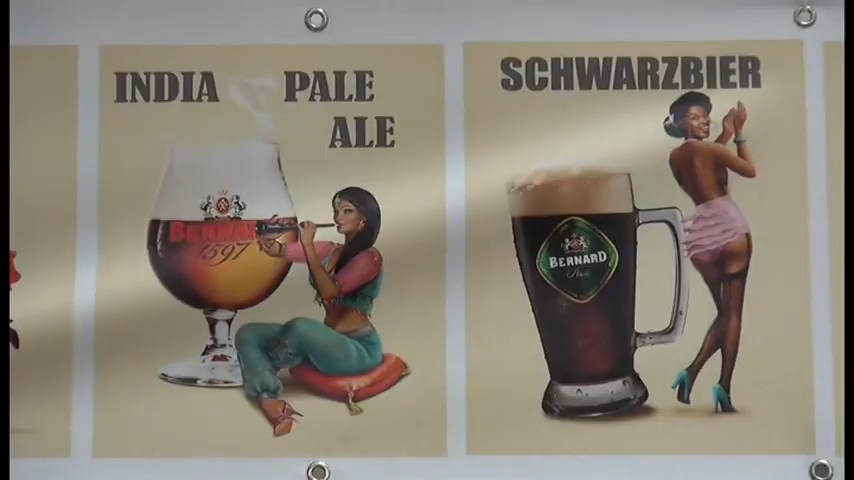 INDIA PALE
ALE
BERNARD
1597
SCHWARZBIER
BERNARD